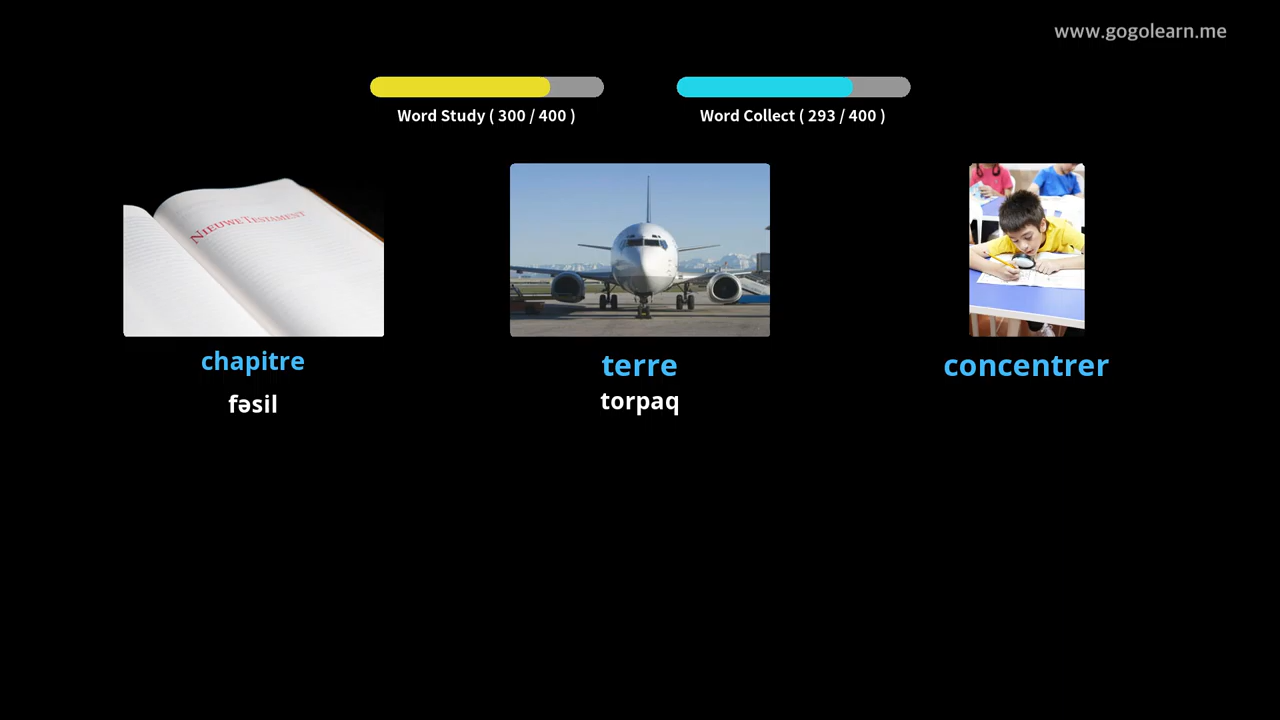 www.gogolearn.me
Word Study ( 300 / 400 )
Word Collect ( 293 / 400 )
NIEUWE TESTAMENT
chapitre
terre
concentrer
fəsil
torpaq